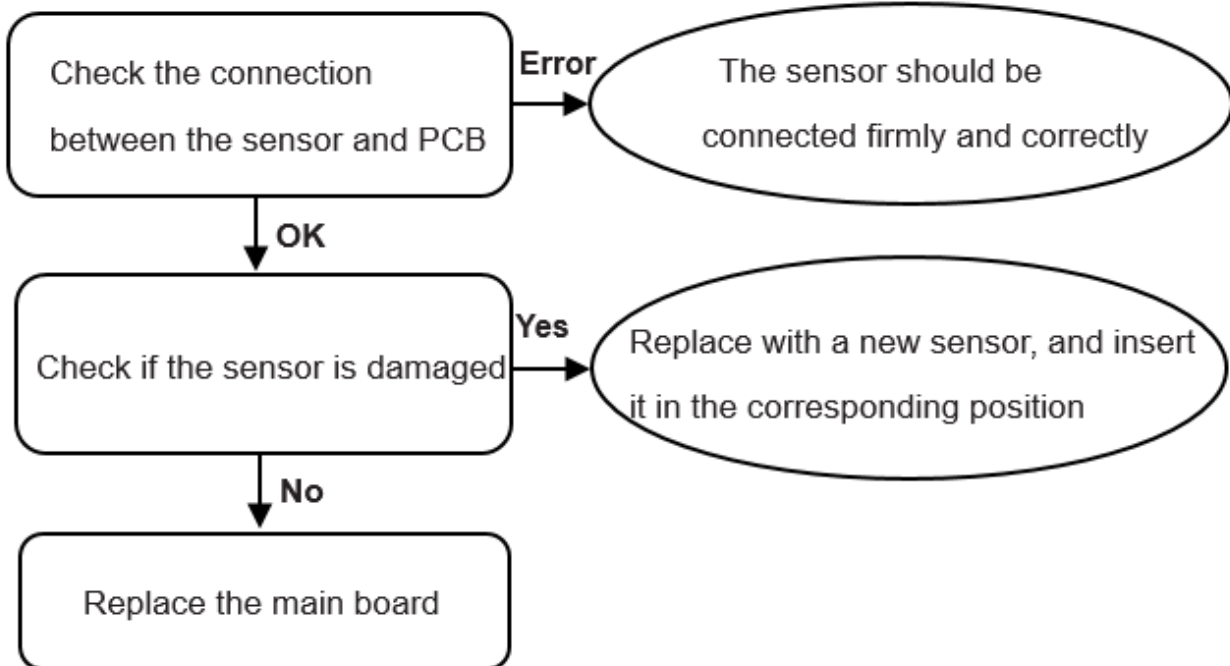 Check the connection
between the sensor and PCB
Error
The sensor should be
connected firmly and correctly
OK
Check if the sensor is damaged
Yes
Replace with a new sensor, and insert
it in the corresponding position
No
Replace the main board